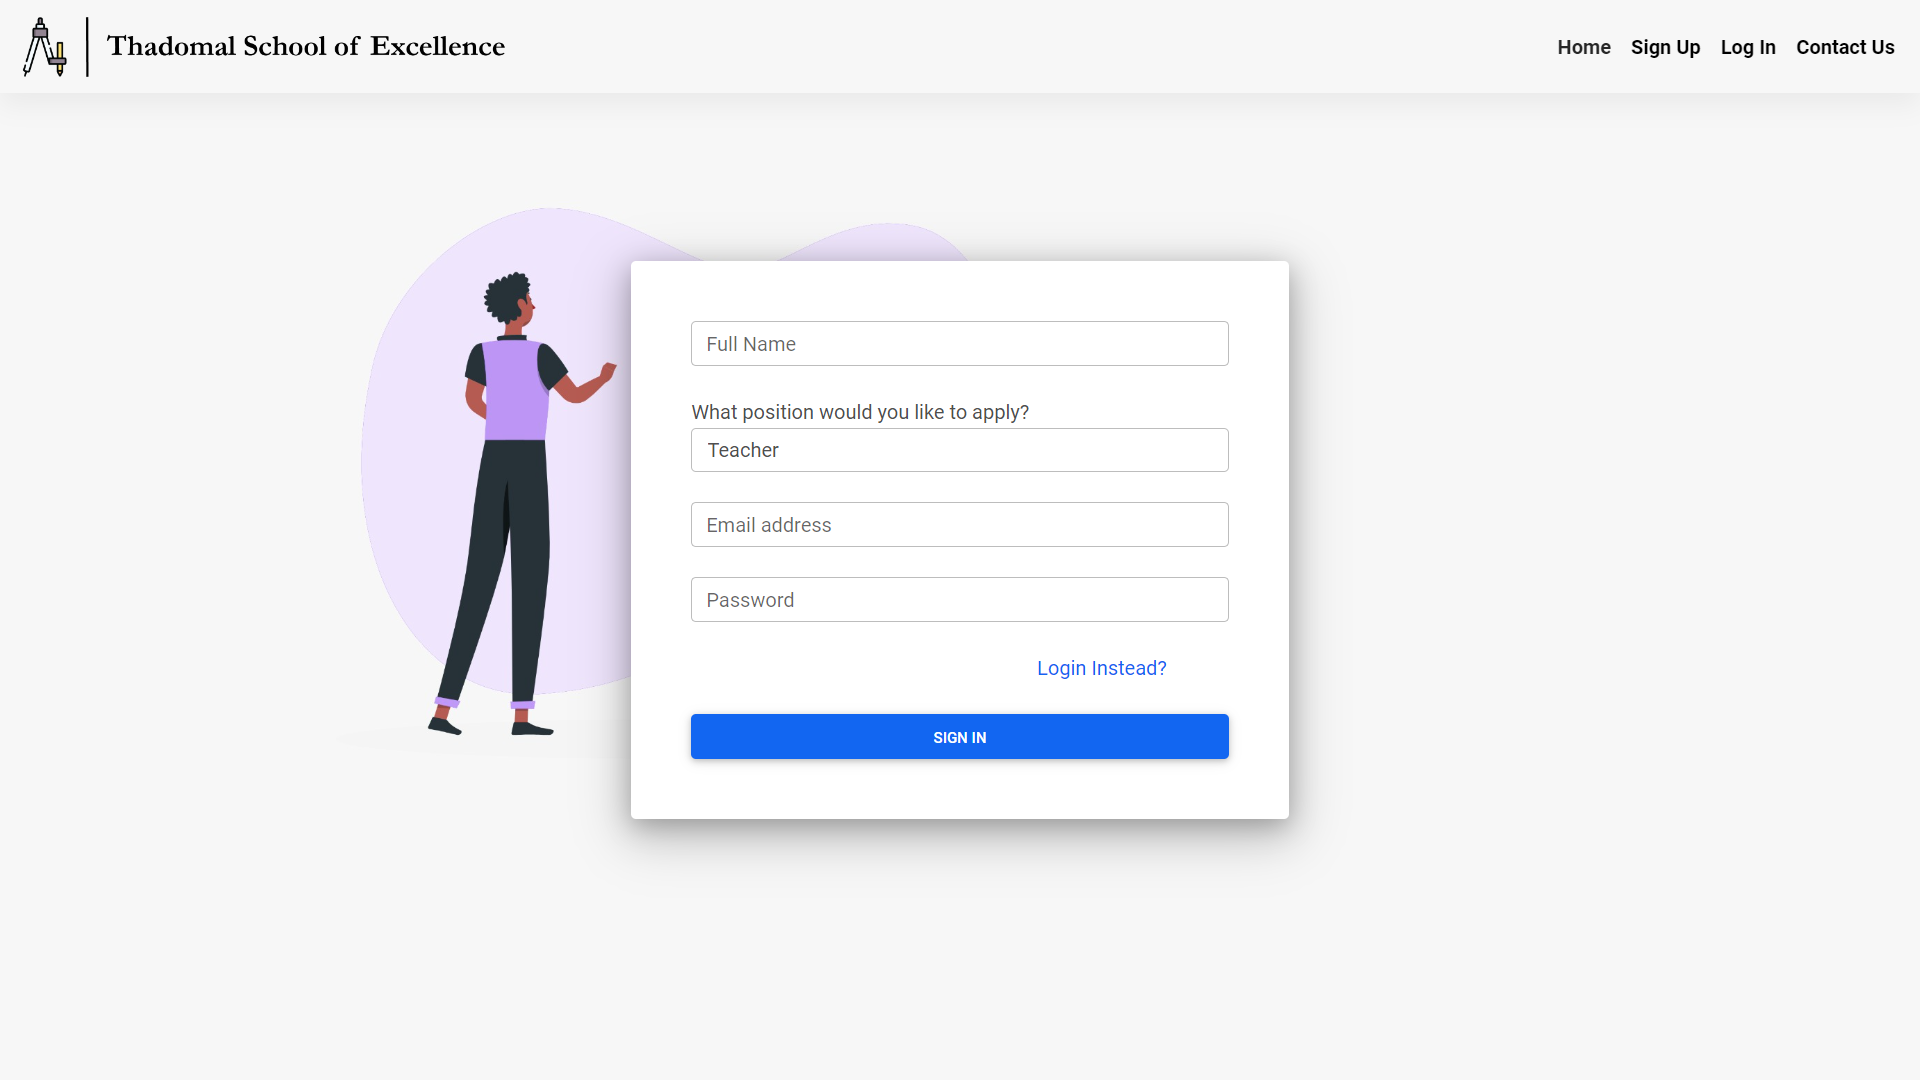 Thadomal School of Excellence
Home Sign Up Log In Contact Us
Full Name
What position would you like to apply?
Teacher
Email address
Password
Login Instead?
SIGN IN